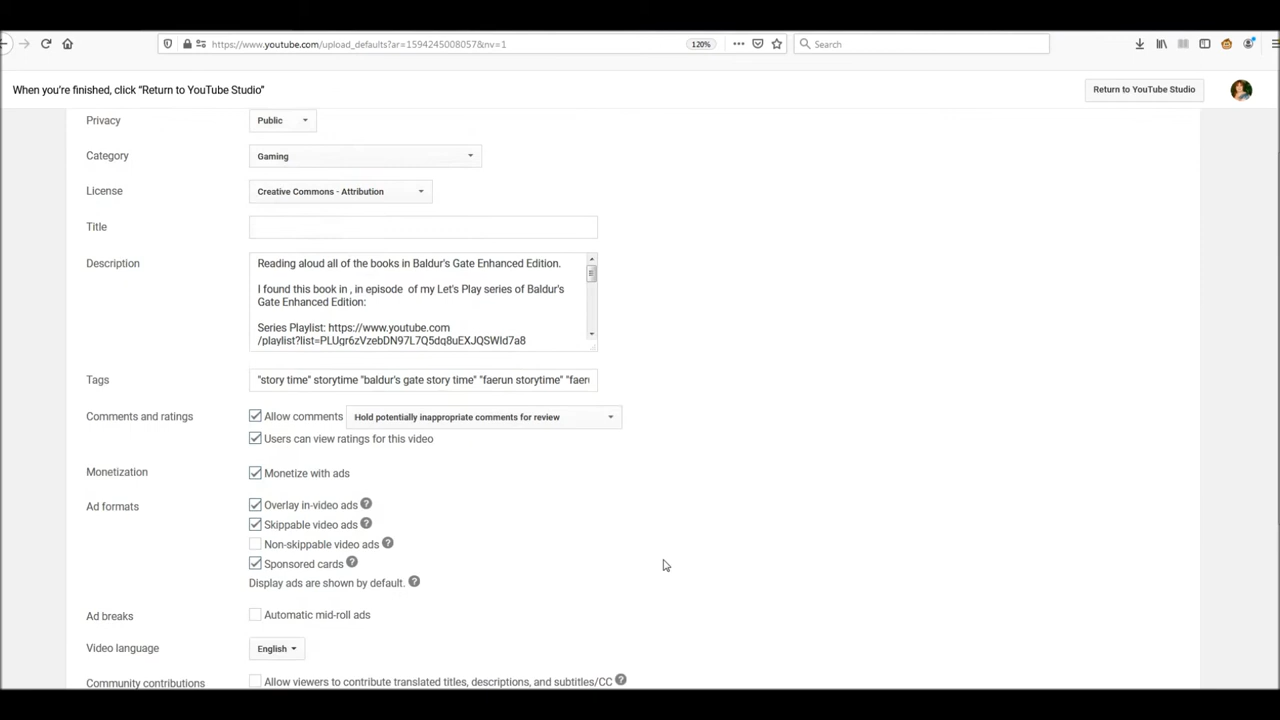 https://www.youtube.com/upload_defaults?ar=1594245008057&nv=1
120%
Search
When you're finished, click "Return to YouTube Studio"
Return to YouTube Studio
Privacy
Public
Category
Gaming
License
Creative Commons - Attribution
Title
Description
Reading aloud all of the books in Baldur's Gate Enhanced Edition.
I found this book in , in episode  of my Let's Play series of Baldur's
Gate Enhanced Edition:
Series Playlist: https://www.youtube.com
/playlist?list=PLUgr6zVzebDN97L7Q5dq8uEXJQSWId7a8
Tags
"story time" storytime "baldur's gate story time" "faerun storytime" "faer
Comments and ratings
Allow comments
Hold potentially inappropriate comments for review
Users can view ratings for this video
Monetization
Monetize with ads
Ad formats
Overlay in-video ads ?
Skippable video ads ?
Non-skippable video ads ?
Sponsored cards ?
Display ads are shown by default. ?
Ad breaks
Automatic mid-roll ads
Video language
English
Community contributions
Allow viewers to contribute translated titles, descriptions, and subtitles/CC ?